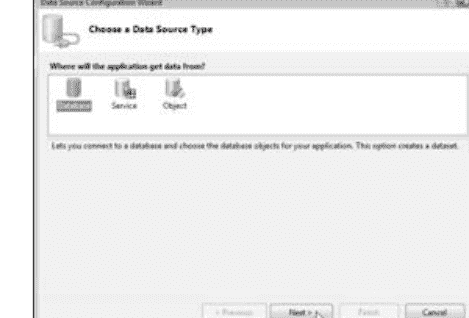 Data Source Configuration Wizard
Choose a Data Source Type
Where will the application get data from?
Database Service Object
Lets you connect to a database and choose the database objects for your application. This option creates a dataset.
< Previous Next > Finish Cancel